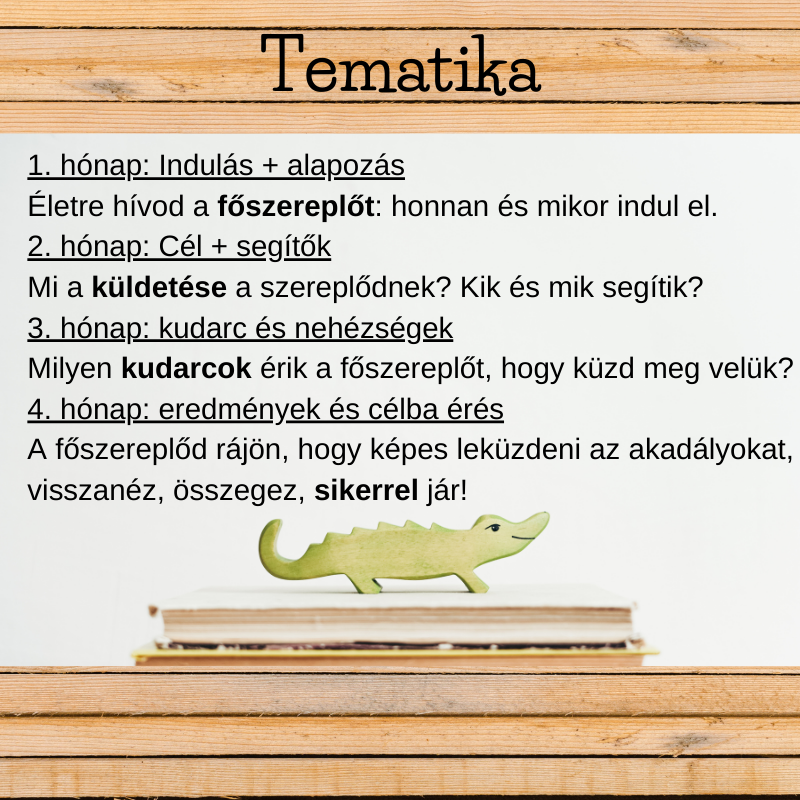 Tematika
1. hónap: Indulás + alapozás
Életre hívod a főszereplőt: honnan és mikor indul el.
2. hónap: Cél + segítők
Mi a küldetése a szereplődnek? Kik és mik segítik?
3. hónap: kudarc és nehézségek
Milyen kudarcok érik a főszereplőt, hogy küzd meg velük?
4. hónap: eredmények és célba érés
A főszereplőd rájön, hogy képes leküzdeni az akadályokat,
visszanéz, összegez, sikerrel jár!